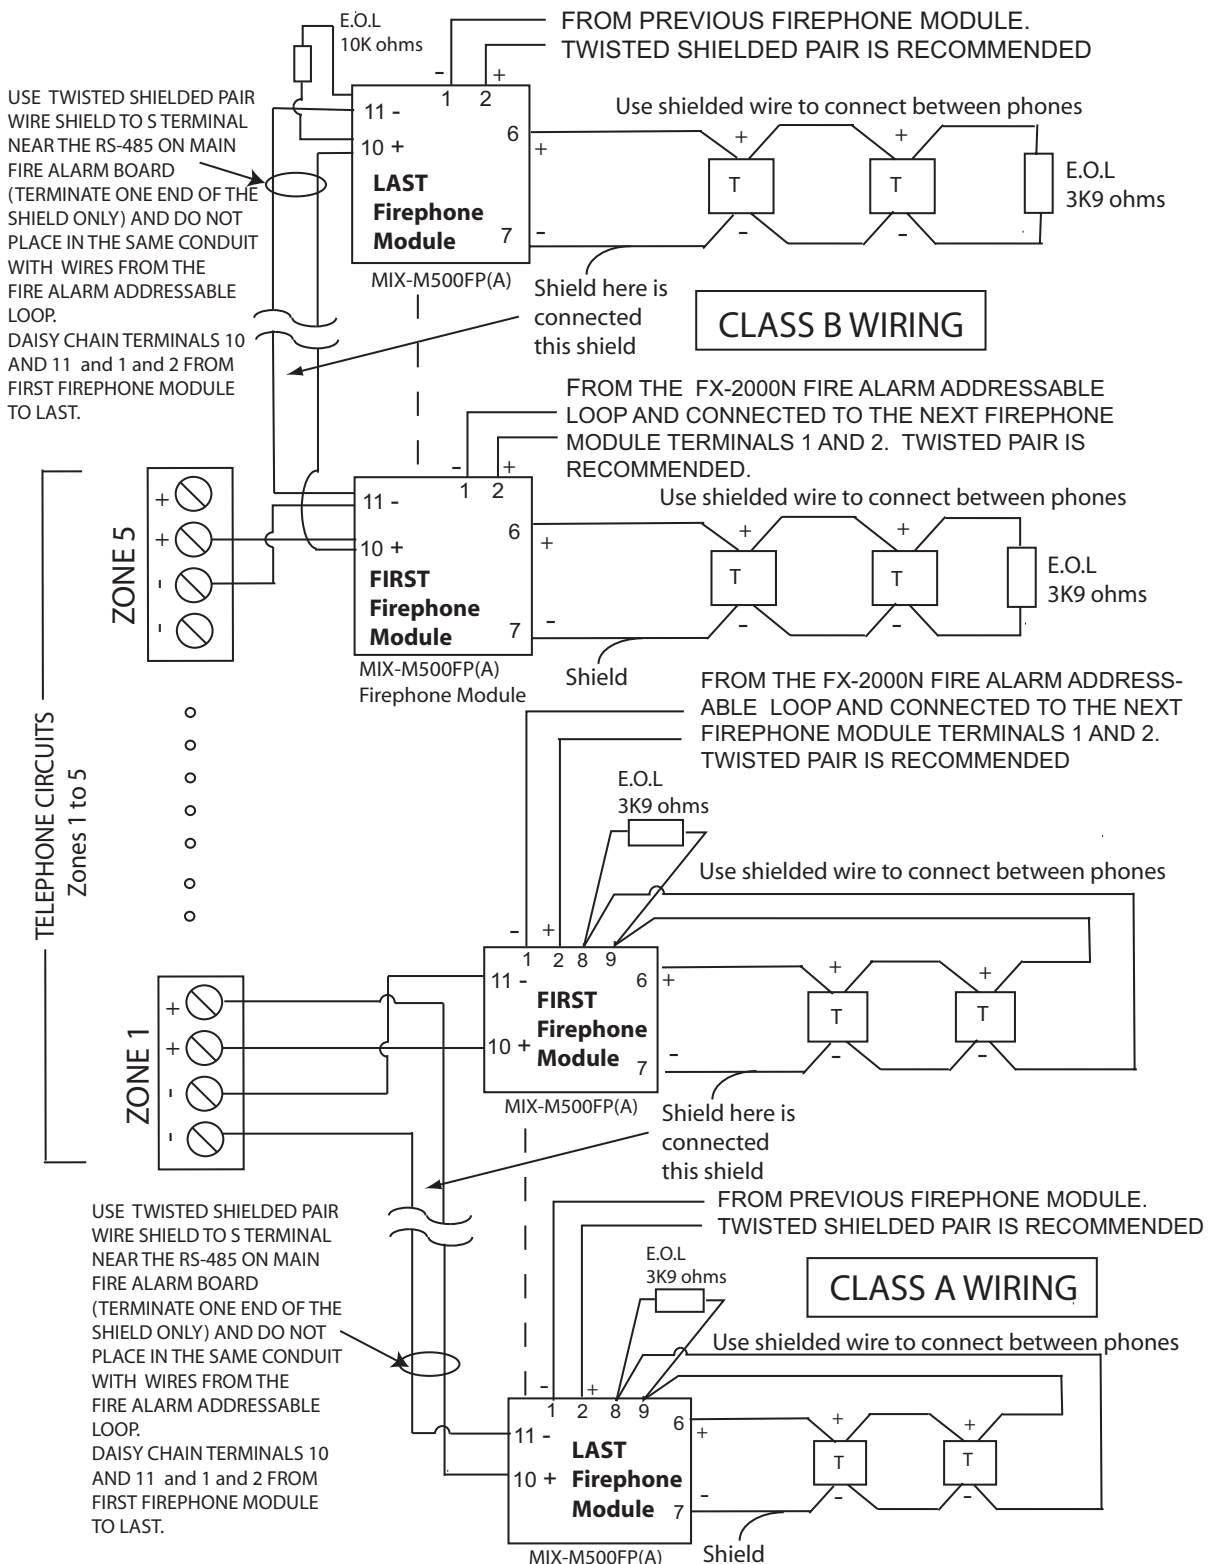 E.O.L
10K ohms
FROM PREVIOUS FIREPHONE MODULE.
TWISTED SHIELDED PAIR IS RECOMMENDED
- +
1 2
USE TWISTED SHIELDED PAIR
WIRE SHIELD TO S TERMINAL
NEAR THE RS-485 ON MAIN
FIRE ALARM BOARD
(TERMINATE ONE END OF THE
SHIELD ONLY) AND DO NOT
PLACE IN THE SAME CONDUIT
WITH WIRES FROM THE
FIRE ALARM ADDRESSABLE
LOOP.
DAISY CHAIN TERMINALS 10
AND 11 and 1 and 2 FROM
FIRST FIREPHONE MODULE
TO LAST.
11 -
10 +
LAST
Firephone
Module
6
+
7 -
MIX-M500FP(A)
Use shielded wire to connect between phones
+ +
T T
- -
E.O.L
3K9 ohms
Shield here is
connected
this shield
CLASS B WIRING
FROM THE FX-2000N FIRE ALARM ADDRESSABLE
LOOP AND CONNECTED TO THE NEXT FIREPHONE
MODULE TERMINALS 1 AND 2. TWISTED PAIR IS
RECOMMENDED.
- +
1 2
TELEPHONE CIRCUITS
Zones 1 to 5
ZONE 5
+
+
-
-
11 -
10 +
FIRST
Firephone
Module
6
+
7 -
MIX-M500FP(A)
Firephone Module
Use shielded wire to connect between phones
+ +
T T
- -
E.O.L
3K9 ohms
Shield
FROM THE FX-2000N FIRE ALARM ADDRESS-
ABLE LOOP AND CONNECTED TO THE NEXT
FIREPHONE MODULE TERMINALS 1 AND 2.
TWISTED PAIR IS RECOMMENDED
E.O.L
3K9 ohms
Use shielded wire to connect between phones
- +
1 2 8 9
ZONE 1
+
+
-
-
11 -
10 +
FIRST
Firephone
Module
6 +
7 -
MIX-M500FP(A)
+ +
T T
- -
Shield here is
connected
this shield
USE TWISTED SHIELDED PAIR
WIRE SHIELD TO S TERMINAL
NEAR THE RS-485 ON MAIN
FIRE ALARM BOARD
(TERMINATE ONE END OF THE
SHIELD ONLY) AND DO NOT
PLACE IN THE SAME CONDUIT
WITH WIRES FROM THE
FIRE ALARM ADDRESSABLE
LOOP.
DAISY CHAIN TERMINALS 10
AND 11 and 1 and 2 FROM
FIRST FIREPHONE MODULE
TO LAST.
FROM PREVIOUS FIREPHONE MODULE.
TWISTED SHIELDED PAIR IS RECOMMENDED
E.O.L
3K9 ohms
CLASS A WIRING
Use shielded wire to connect between phones
- +
1 2 8 9
11 -
10 +
LAST
Firephone
Module
6 +
7 -
MIX-M500FP(A)
+ +
T T
- -
Shield